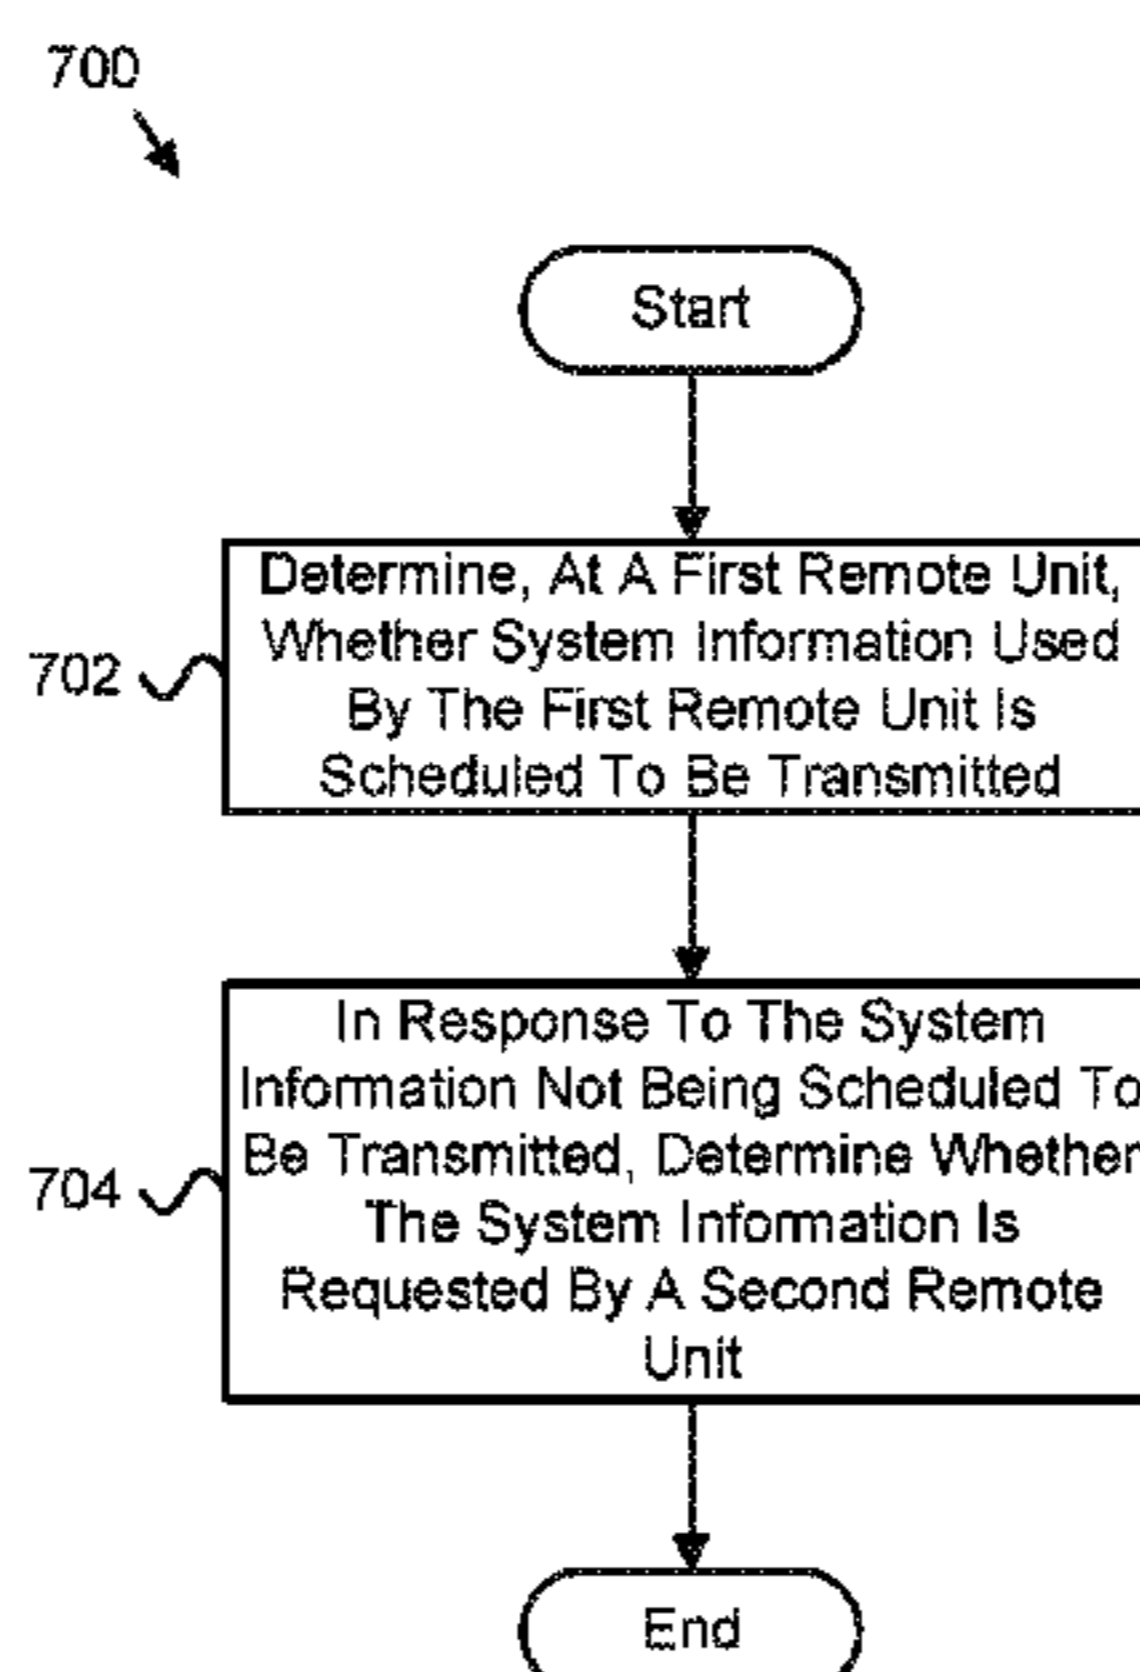 700
Start
702
Determine, At A First Remote Unit,
Whether System Information Used
By The First Remote Unit Is
Scheduled To Be Transmitted
704
In Response To The System
Information Not Being Scheduled To
Be Transmitted, Determine Whether
The System Information Is
Requested By A Second Remote
Unit
End